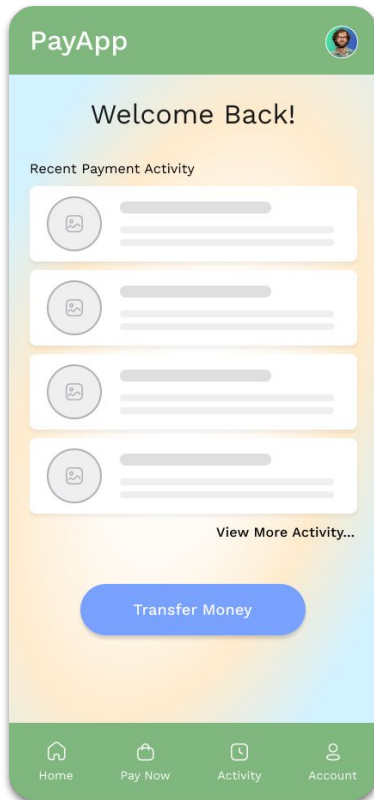 PayApp
Welcome Back!
Recent Payment Activity
View More Activity...
Transfer Money
Home Pay Now Activity Account